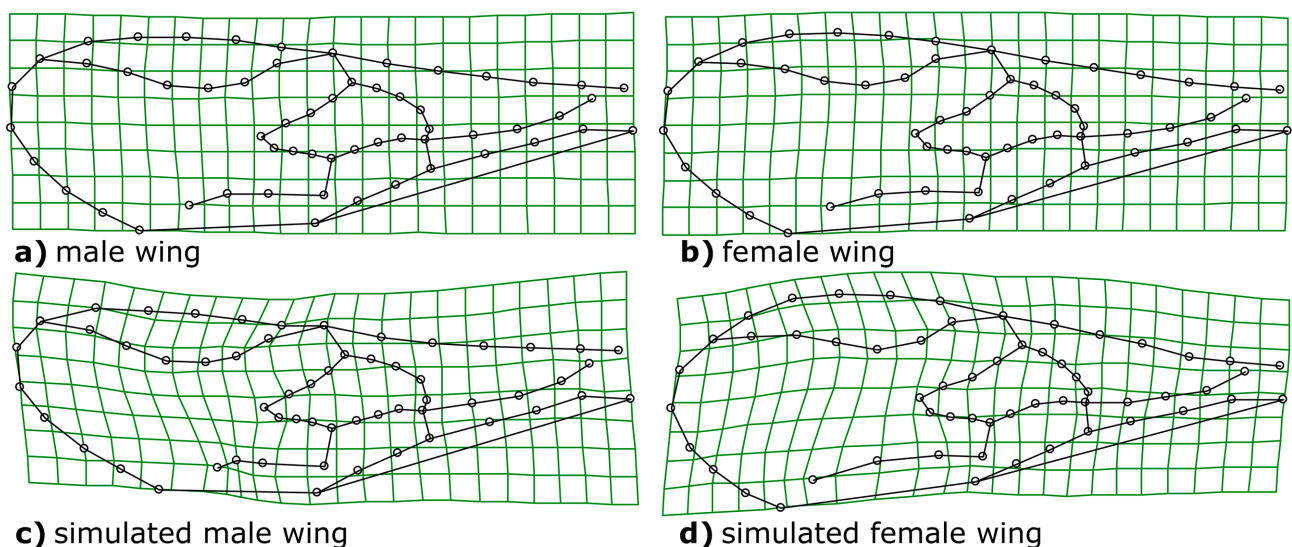 a) male wing
b) female wing
c) simulated male wing
d) simulated female wing